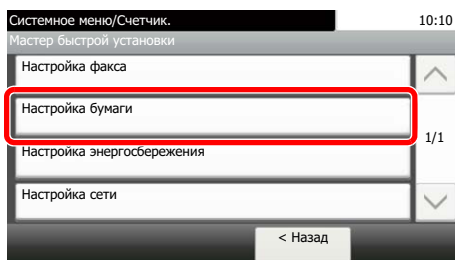 Системное меню/Счетчик. 10:10
Мастер быстрой установки
Настройка факса
Настройка бумаги
1/1
Настройка энергосбережения
Настройка сети
< Назад